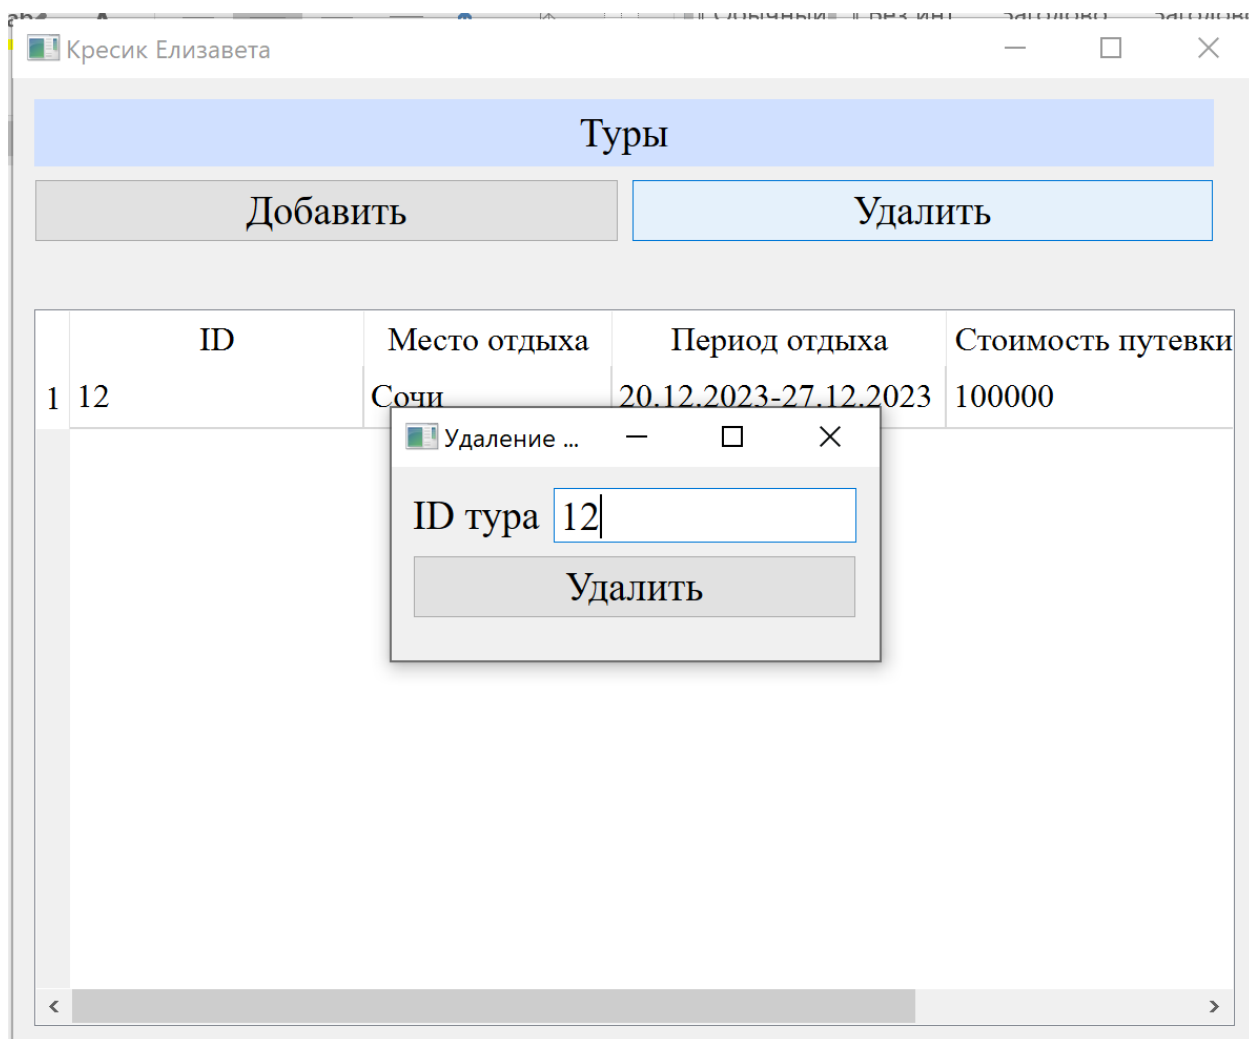 Кресик Елизавета
Туры
Добавить Удалить
ID Место отдыха Период отдыха Стоимость путевки
1 12 Сочи 20.12.2023-27.12.2023 100000
Удаление ...
ID тура 12
Удалить